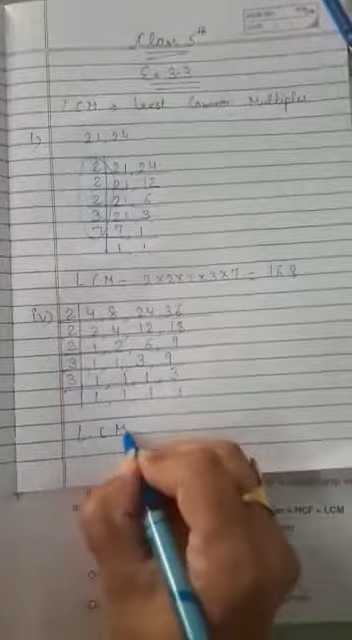 Class 5th
Ex 3.3
LCM → Least Common Multiples
1) 21, 24
2 | 21, 24
2 | 21, 12
2 | 21, 6
3 | 21, 3
7 | 7, 1
1, 1
LCM = 2×2×2×3×7 = 168
2 | 4, 8, 24, 36
2 | 2, 4, 12, 18
1, 2, 6, 9
3 | 1, 1, 3, 9
3 | 1, 1, 1, 3
1, 1, 1, 1
LCM
= HCF × LCM